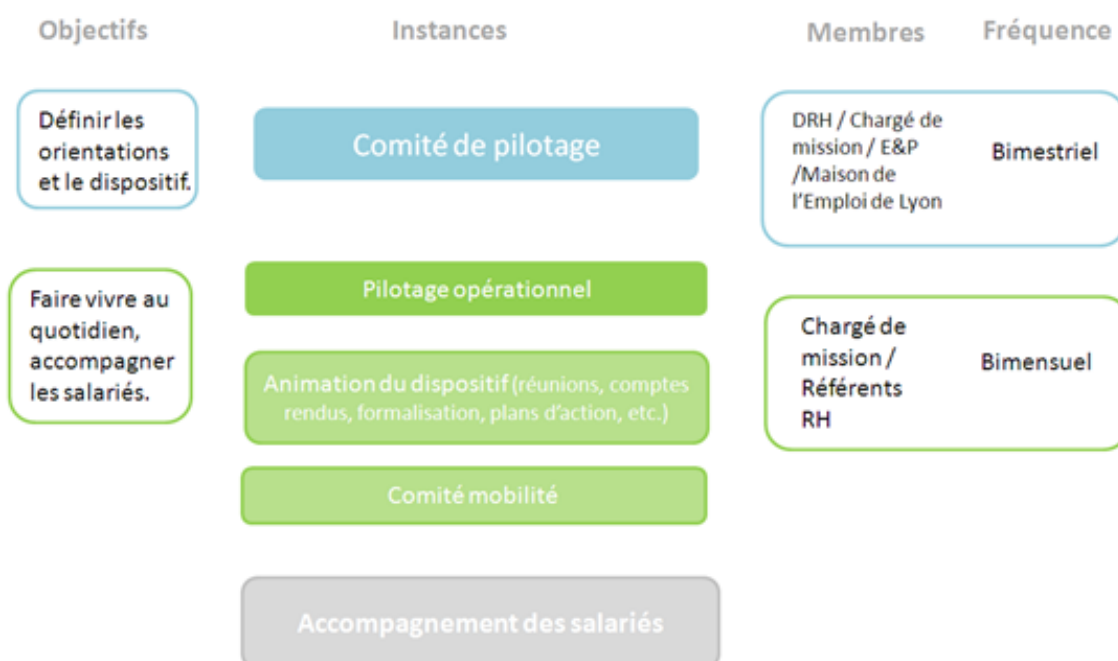 Objectifs
Instances
Membres
Fréquence
Définir les
orientations
et le dispositif.
Comité de pilotage
DRH / Chargé de
mission / E&P
/Maison de
l'Emploi de Lyon
Bimestriel
Faire vivre au
quotidien,
accompagner
les salariés.
Pilotage opérationnel
Animation du dispositif (réunions, comptes
rendus, formalisation, plans d'action, etc.)
Comité mobilité
Chargé de
mission /
Référents
RH
Bimensuel
Accompagnement des salariés